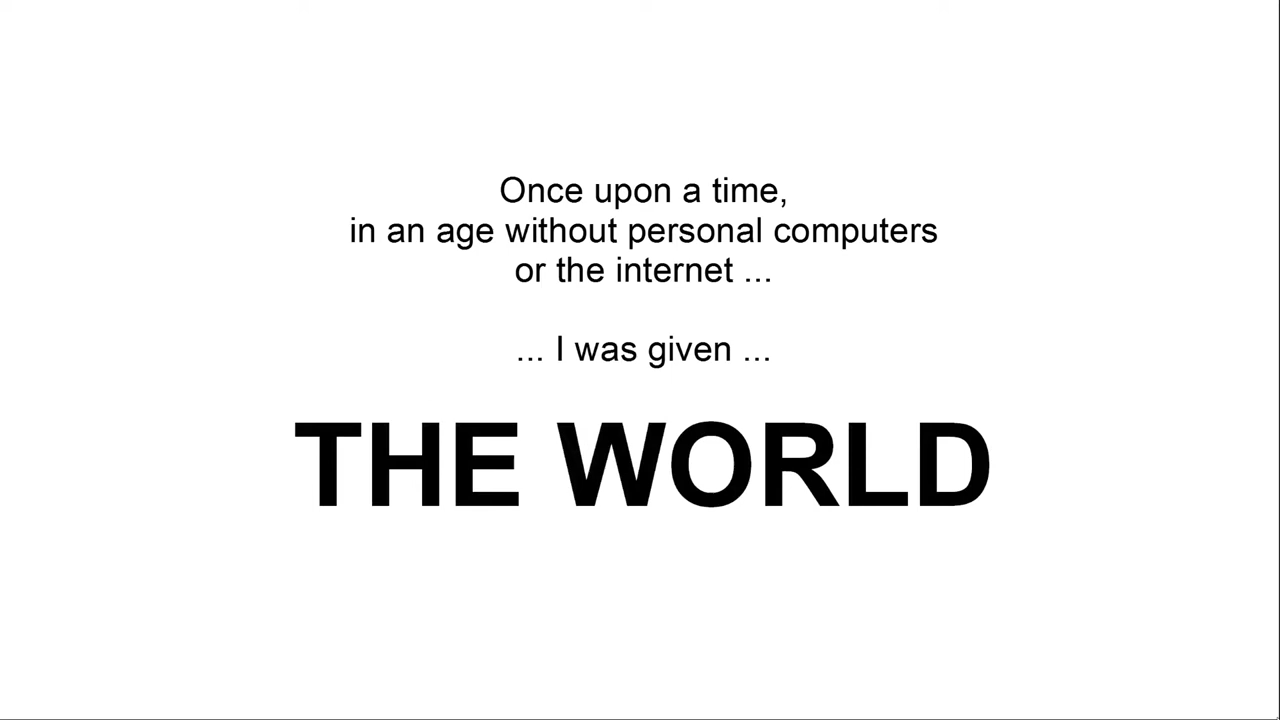 Once upon a time,
in an age without personal computers
or the internet ...
... I was given ...
THE WORLD